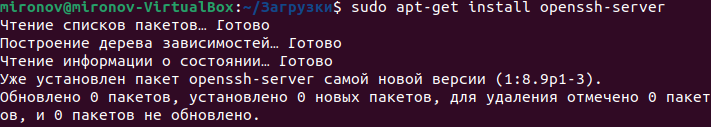 mironov@mironov-VirtualBox:~/Загрузки$ sudo apt-get install openssh-server
Чтение списков пакетов… Готово
Построение дерева зависимостей… Готово
Чтение информации о состоянии… Готово
Уже установлен пакет openssh-server самой новой версии (1:8.9p1-3).
Обновлено 0 пакетов, установлено 0 новых пакетов, для удаления отмечено 0 пакет
ов, и 0 пакетов не обновлено.